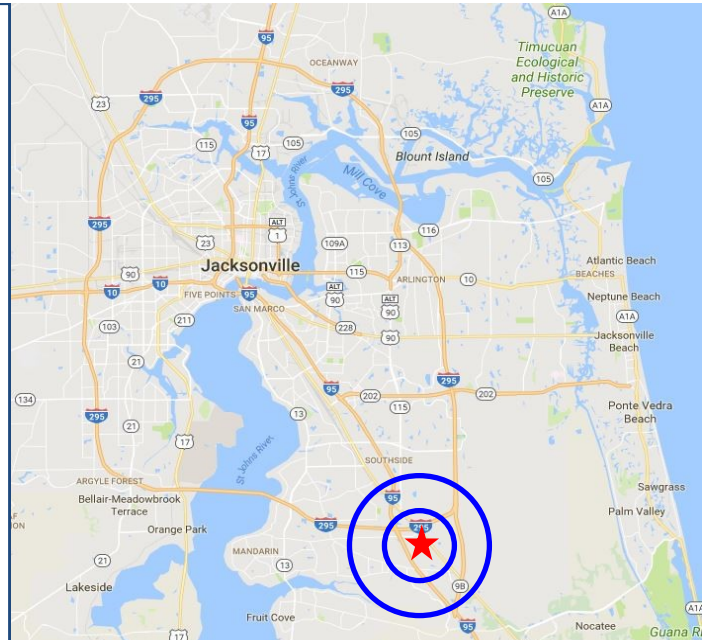 A1A
95
Timucuan
Ecological
and Historic
Preserve
OCEANWAY
295
295
23
A1A
95
105
105
115
17
St Johns River
Mill Cove
Blount Island
105
105
295
ALT
1
23
109A
113
116
Jacksonville
115
ARLINGTON
10
Atlantic Beach
BEACHES
90
10
10
FIVE POINTS
95
SAN MARCO
ALT
90
ALT
90
Neptune Beach
A1A
103
211
228
90
Jacksonville
Beach
21
295
95
202
202
134
13
115
Ponte Vedra
Beach
295
21
17
St Johns River
SOUTHSIDE
ARGYLE FOREST
Bellair-Meadowbrook
Terrace
95
Sawgrass
Palm Valley
Orange Park
295
295
MANDARIN
21
13
9B
Lakeside
Fruit Cove
95
Nocatee
A1A
17